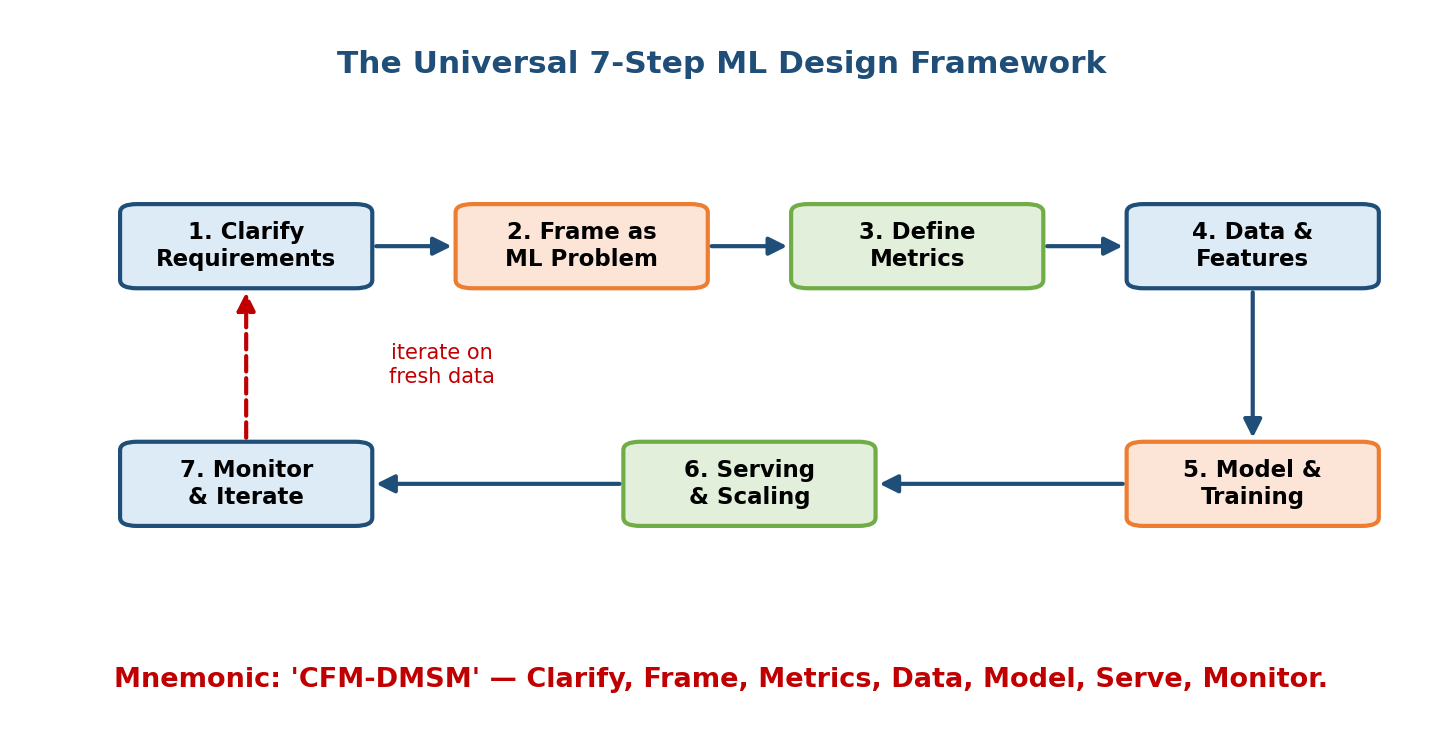 The Universal 7-Step ML Design Framework
1. Clarify
Requirements
2. Frame as
ML Problem
3. Define
Metrics
4. Data &
Features
iterate on
fresh data
7. Monitor
& Iterate
6. Serving
& Scaling
5. Model &
Training
Mnemonic: 'CFM-DMSM' — Clarify, Frame, Metrics, Data, Model, Serve, Monitor.